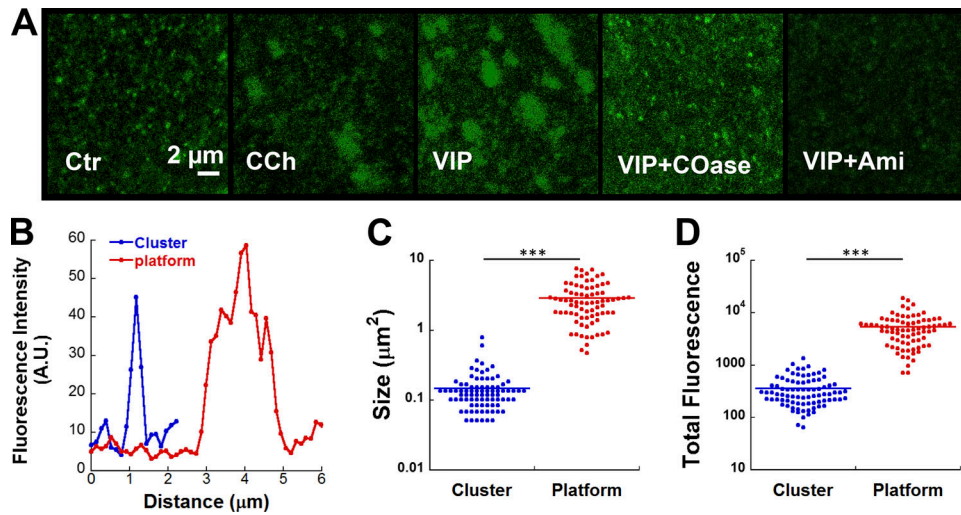 A
Ctr
2 μm
CCh
VIP
VIP+COase
VIP+Ami
B
Fluorescence Intensity
(A.U.)
60
50
40
30
20
10
0
Cluster
platform
0 1 2 3 4 5 6
Distance (μm)
C
***
Size (μm²)
10
1
0.1
0.01
Cluster Platform
D
***
Total Fluorescence
10⁵
10⁴
1000
100
10
Cluster Platform